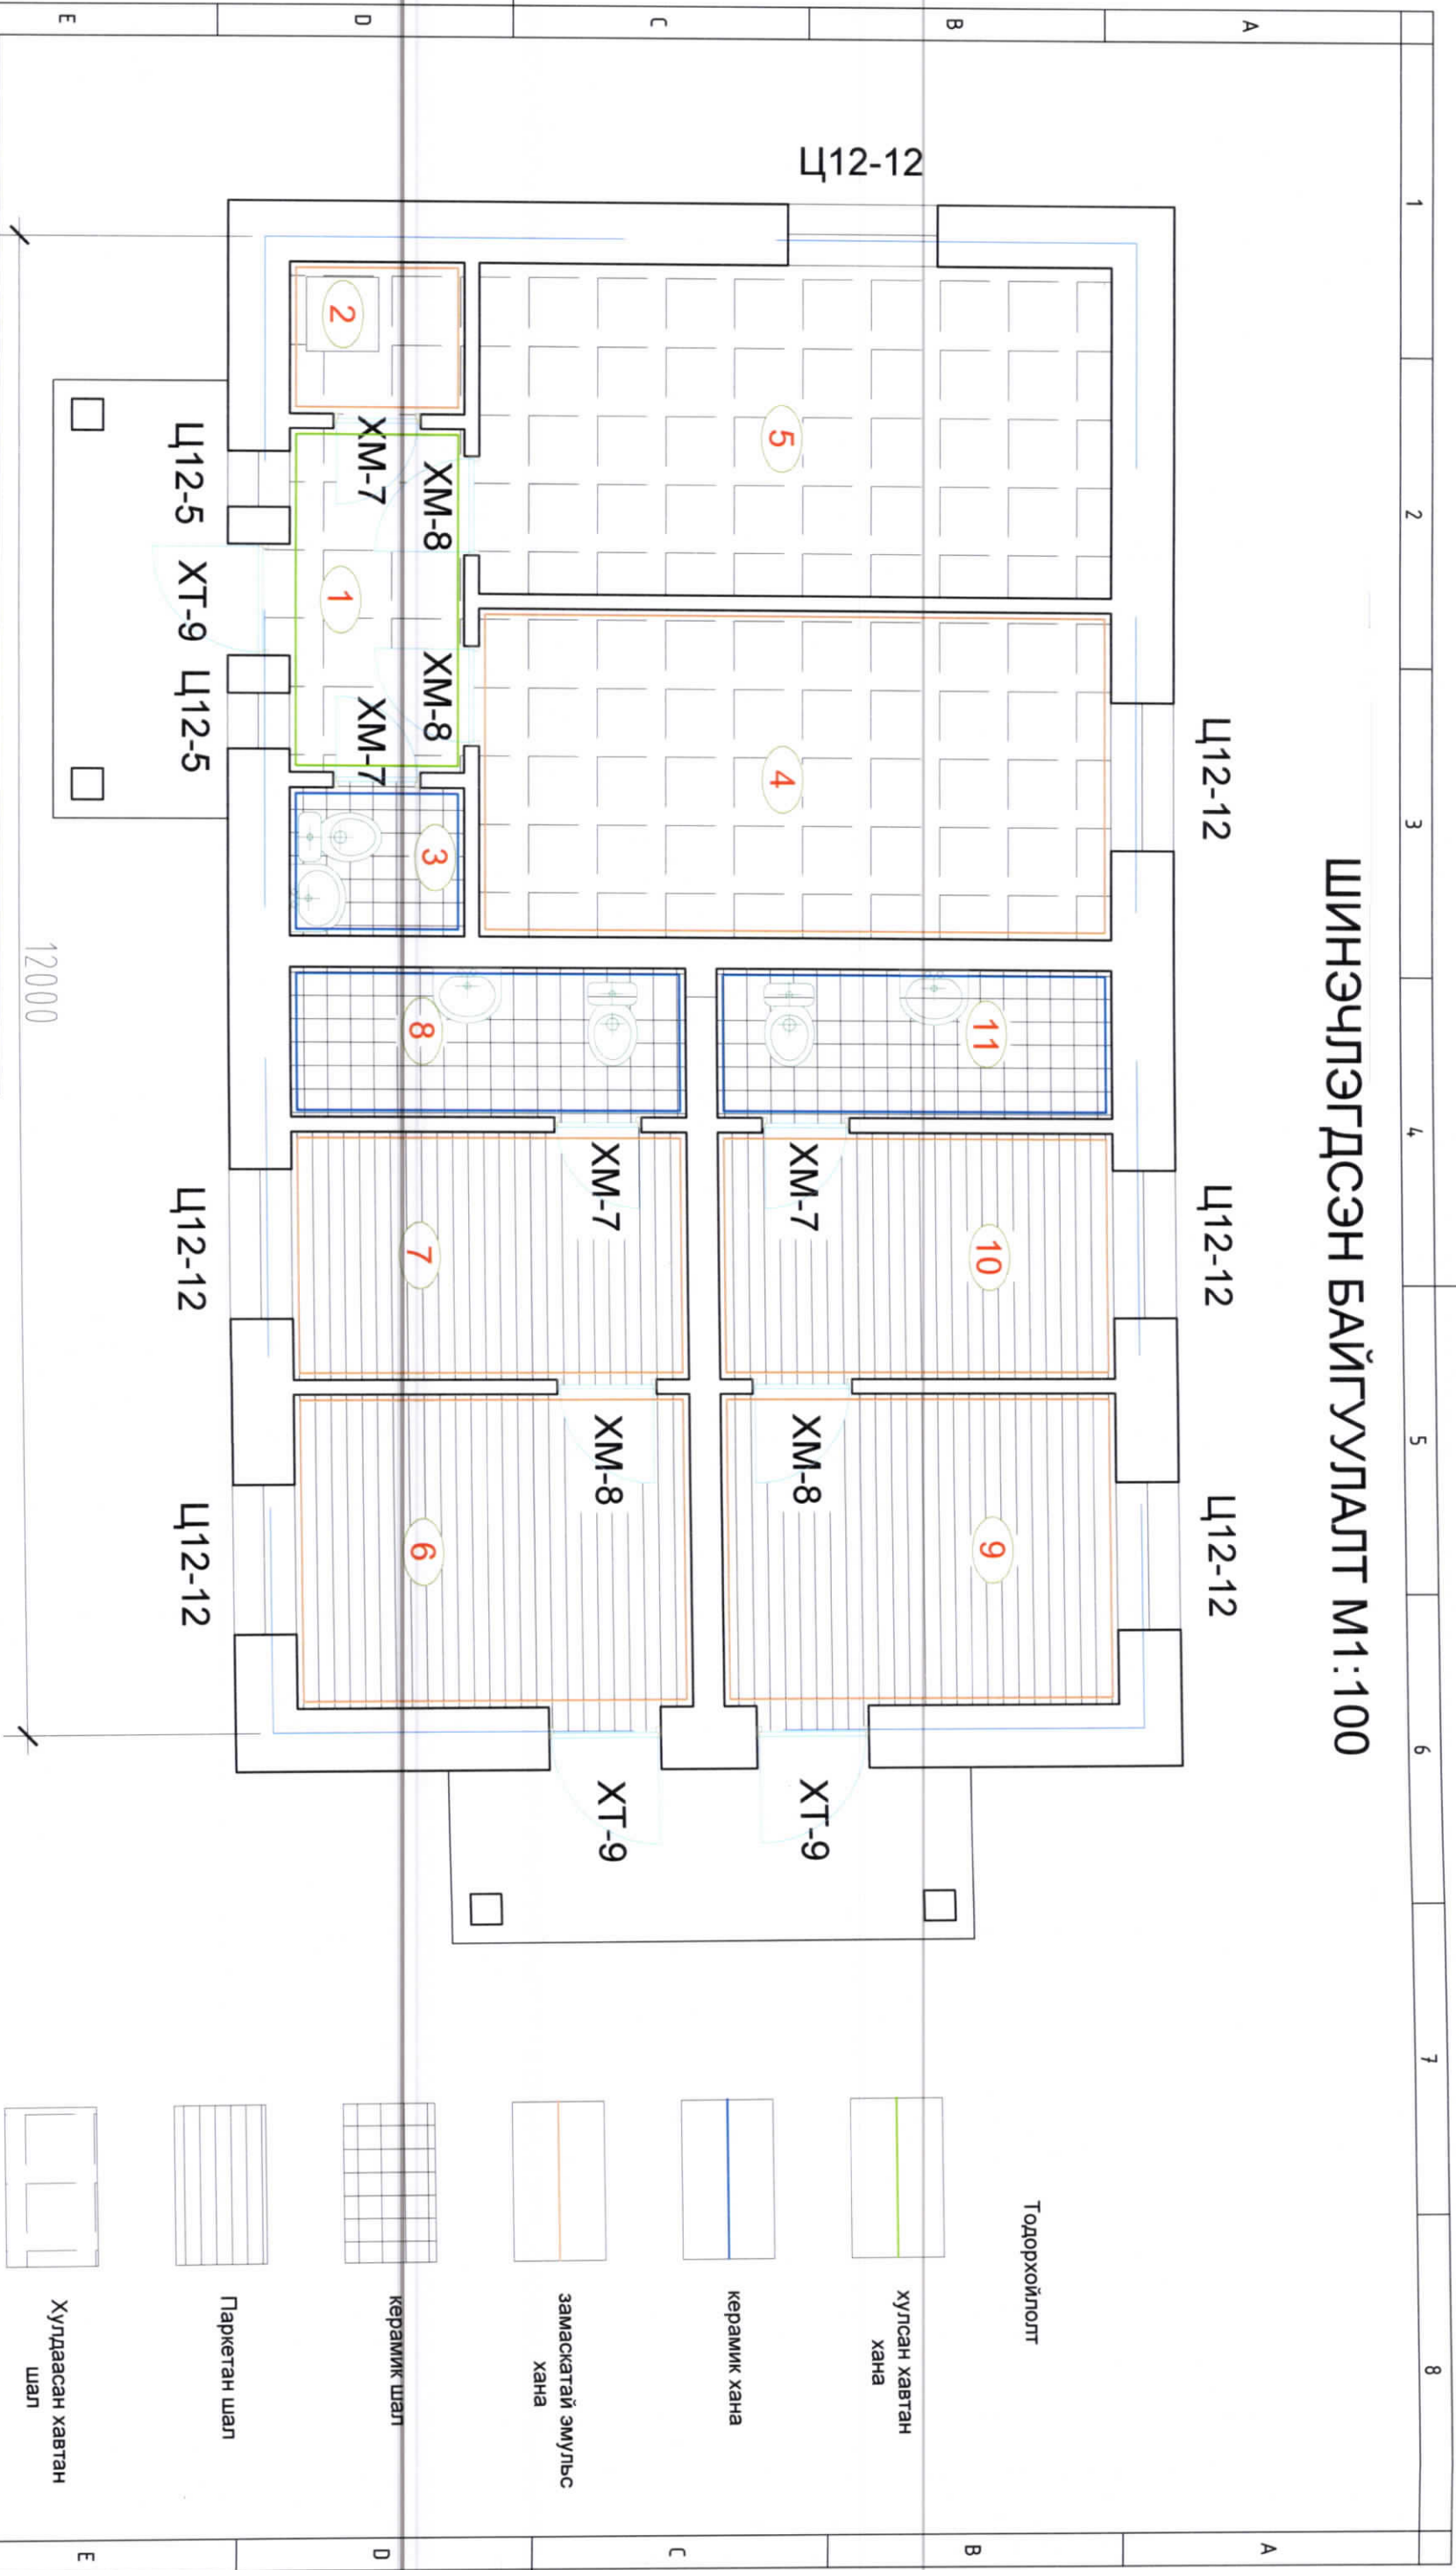 1
2
3
4
5
6
7
8
A
B
C
D
E
ШИНЭЧЛЭГДСЭН БАЙГУУЛАЛТ М1:100
Ц12-12
Ц12-12
Ц12-12
Ц12-12
5
4
11
10
9
ХМ-7
ХМ-8
ХТ-9
ХМ-8
ХМ-8
ХМ-7
ХМ-8
ХТ-9
2
ХМ-7
1
ХМ-7
3
8
7
6
Ц12-5
ХТ-9
Ц12-5
Ц12-12
Ц12-12
12000
Тодорхойлолт
хулсан хавтан
хана
керамик хана
замаскатай эмульс
хана
керамик шал
Паркетан шал
Хулдаасан хавтан
шал
A
B
C
D
E